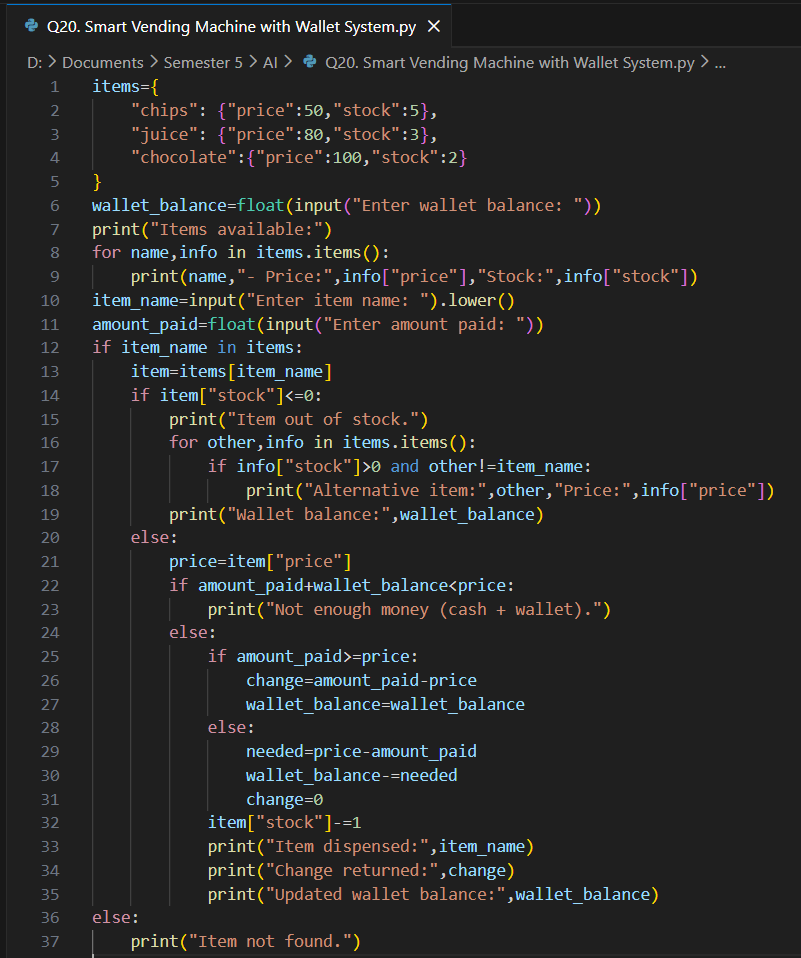 Q20. Smart Vending Machine with Wallet System.py
D: > Documents > Semester 5 > AI > Q20. Smart Vending Machine with Wallet System.py > ...
1 items={
2     "chips": {"price":50,"stock":5},
3     "juice": {"price":80,"stock":3},
4     "chocolate":{"price":100,"stock":2}
5 }
6 wallet_balance=float(input("Enter wallet balance: "))
7 print("Items available:")
8 for name,info in items.items():
9     print(name,"- Price:",info["price"],"Stock:",info["stock"])
10 item_name=input("Enter item name: ").lower()
11 amount_paid=float(input("Enter amount paid: "))
12 if item_name in items:
13     item=items[item_name]
14     if item["stock"]<=0:
15         print("Item out of stock.")
16         for other,info in items.items():
17             if info["stock"]>0 and other!=item_name:
18                 print("Alternative item:",other,"Price:",info["price"])
19         print("Wallet balance:",wallet_balance)
20     else:
21         price=item["price"]
22         if amount_paid+wallet_balance<price:
23             print("Not enough money (cash + wallet).")
24         else:
25             if amount_paid>=price:
26                 change=amount_paid-price
27                 wallet_balance=wallet_balance
28             else:
29                 needed=price-amount_paid
30                 wallet_balance-=needed
31                 change=0
32             item["stock"]-=1
33             print("Item dispensed:",item_name)
34             print("Change returned:",change)
35             print("Updated wallet balance:",wallet_balance)
36 else:
37     print("Item not found.")